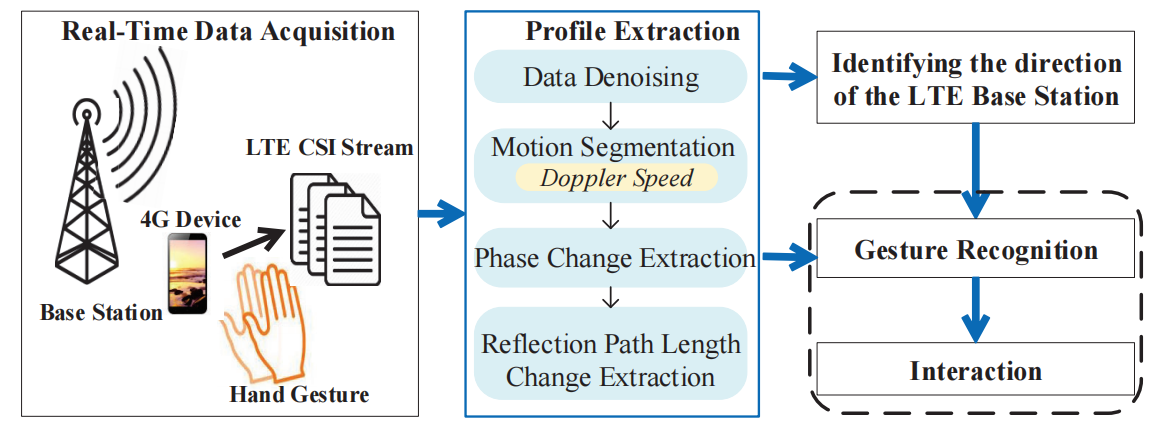 Real-Time Data Acquisition
LTE CSI Stream
4G Device
Base Station
Hand Gesture
Profile Extraction
Data Denoising
Motion Segmentation
Doppler Speed
Phase Change Extraction
Reflection Path Length
Change Extraction
Identifying the direction
of the LTE Base Station
Gesture Recognition
Interaction